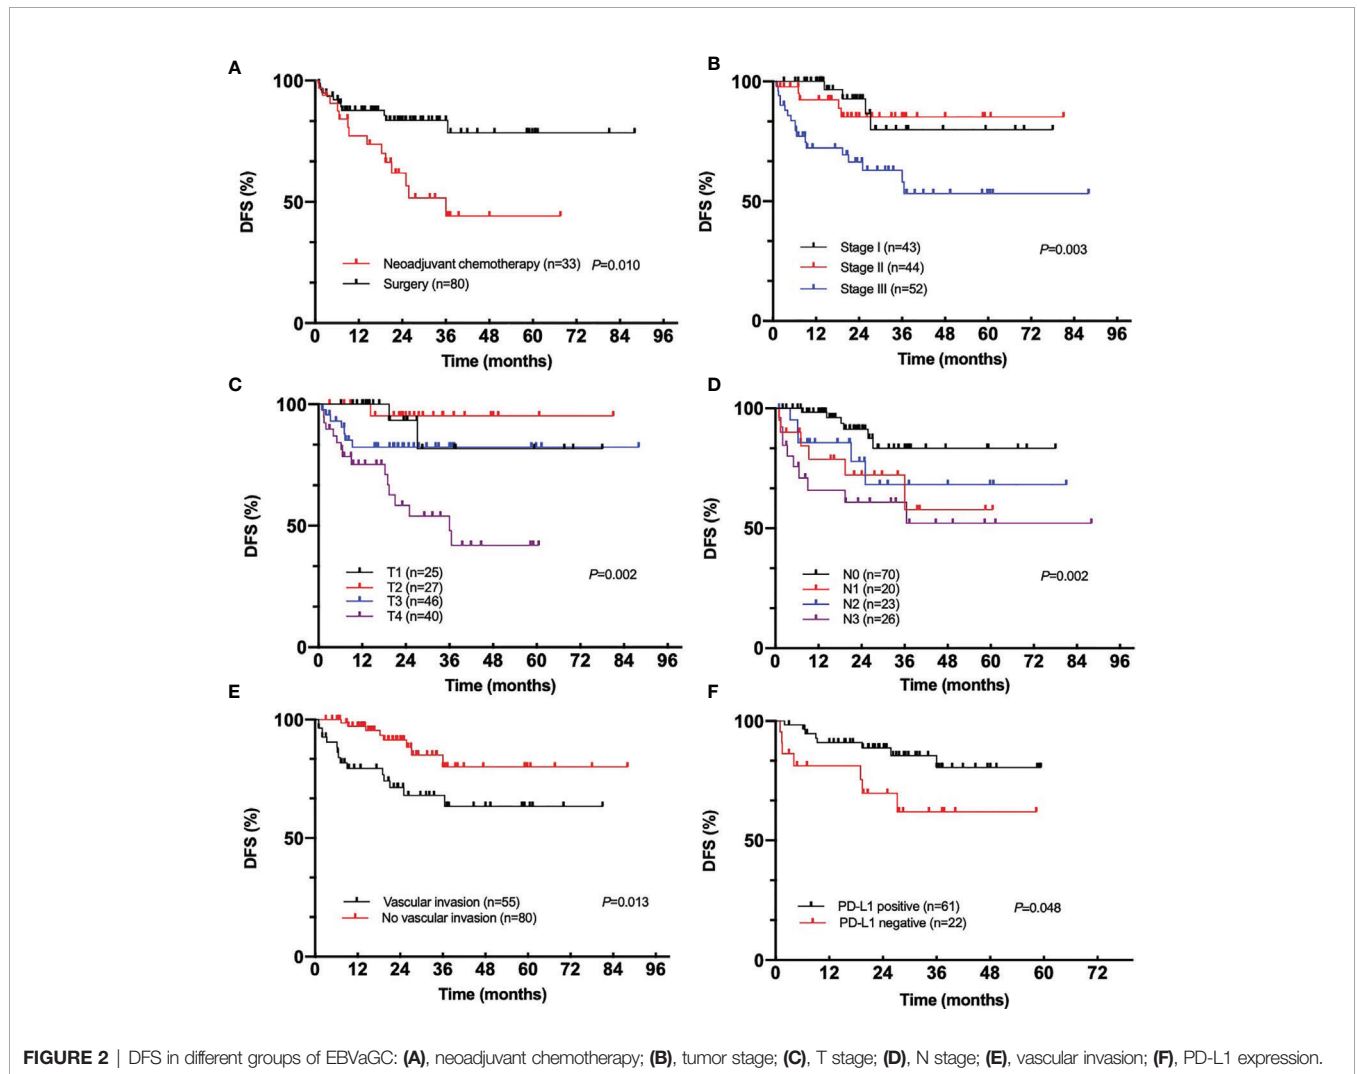 A
100
50
0
DFS (%)
Neoadjuvant chemotherapy (n=33) P=0.010
Surgery (n=80)
0 12 24 36 48 60 72 84 96
Time (months)
B
100
50
0
DFS (%)
Stage I (n=43) P=0.003
Stage II (n=44)
Stage III (n=52)
0 12 24 36 48 60 72 84 96
Time (months)
C
100
50
0
DFS (%)
T1 (n=25) P=0.002
T2 (n=27)
T3 (n=46)
T4 (n=40)
0 12 24 36 48 60 72 84 96
Time (months)
D
100
50
0
DFS (%)
N0 (n=70) P=0.002
N1 (n=20)
N2 (n=23)
N3 (n=26)
0 12 24 36 48 60 72 84 96
Time (months)
E
100
50
0
DFS (%)
Vascular invasion (n=55) P=0.013
No vascular invasion (n=80)
0 12 24 36 48 60 72 84 96
Time (months)
F
100
50
0
DFS (%)
PD-L1 positive (n=61) P=0.048
PD-L1 negative (n=22)
0 12 24 36 48 60 72
Time (months)
FIGURE 2 | DFS in different groups of EBVaGC: (A), neoadjuvant chemotherapy; (B), tumor stage; (C), T stage; (D), N stage; (E), vascular invasion; (F), PD-L1 expression.